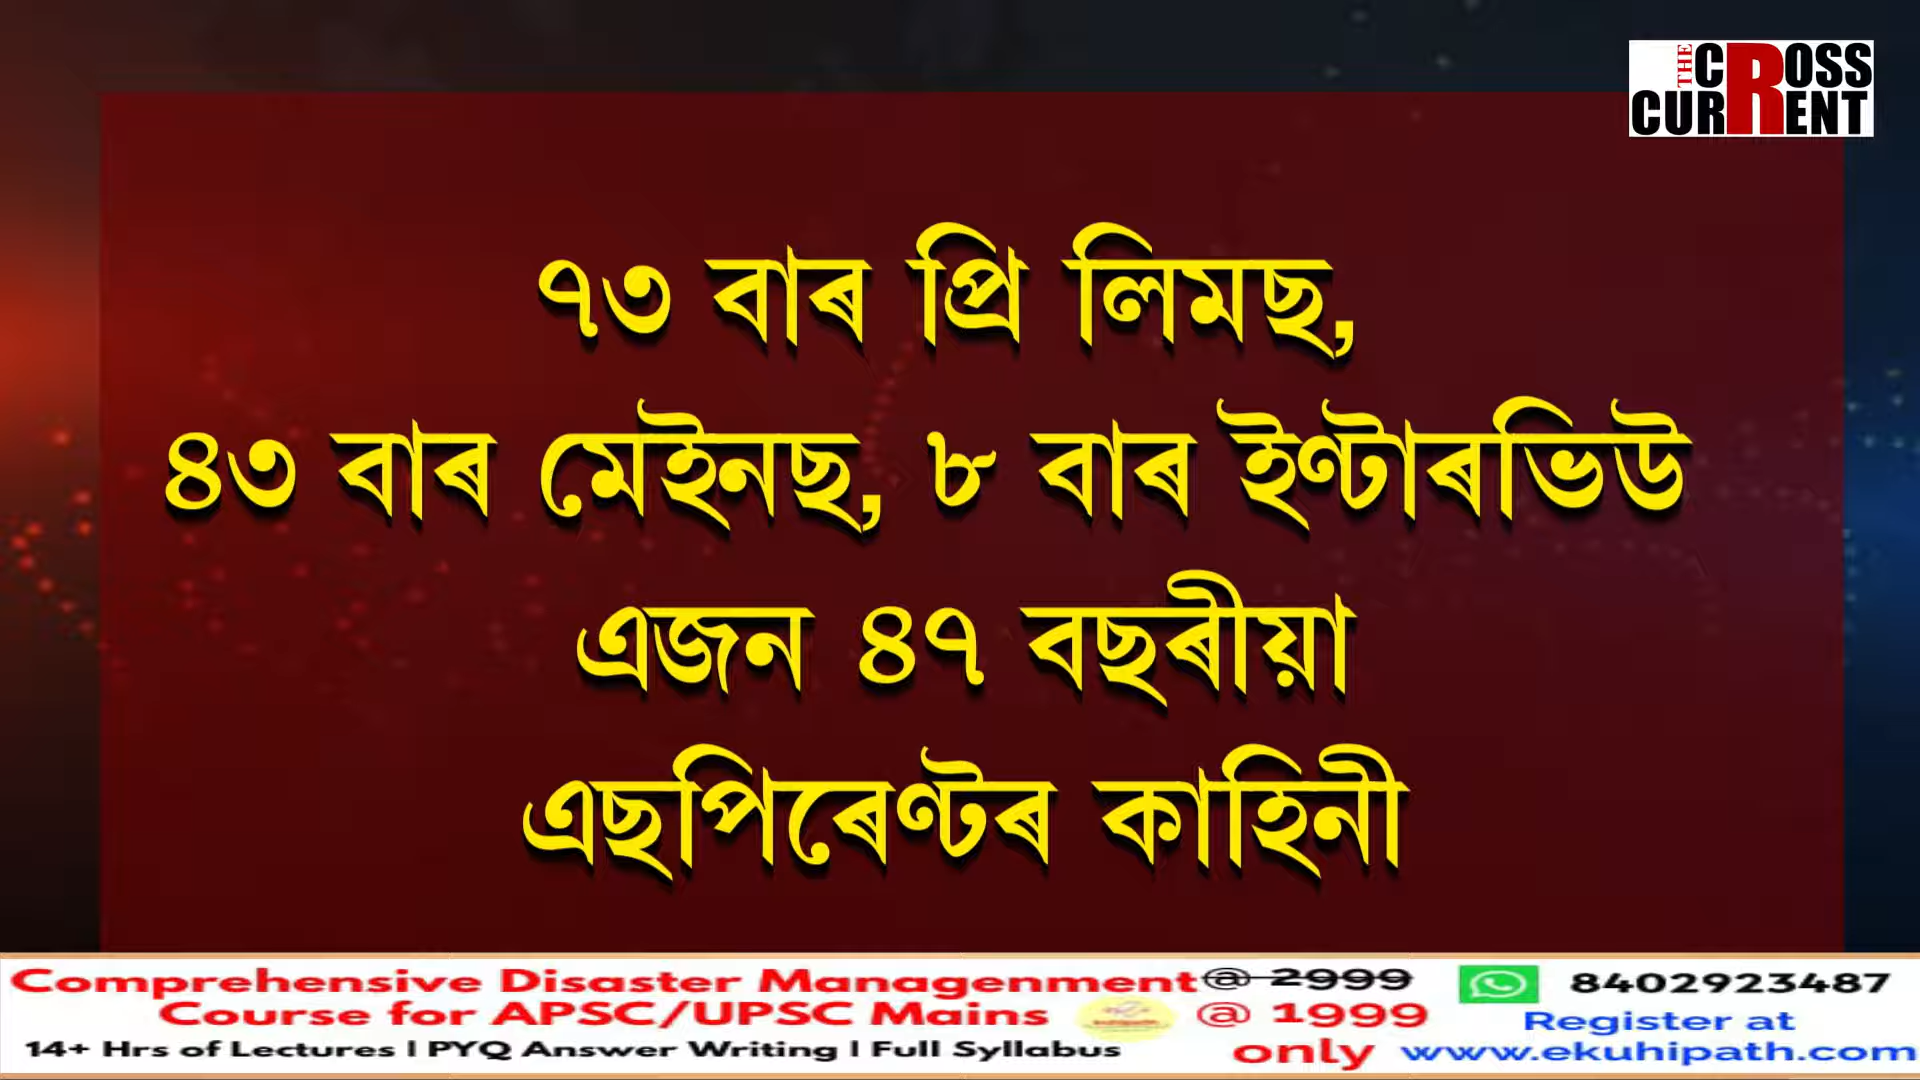 THE CROSS
CURRENT
৭৩ বাৰ প্ৰি লিমছ,
৪৩ বাৰ মেইনছ, ৮ বাৰ ইণ্টাৰভিউ
এজন ৪৭ বছৰীয়া
এছপিৰেণ্টৰ কাহিনী
Comprehensive Disaster Managenment @ 2999
Course for APSC/UPSC Mains @ 1999
14+ Hrs of Lectures | PYQ Answer Writing | Full Syllabus only
8402923487
Register at
www.ekuhipath.com